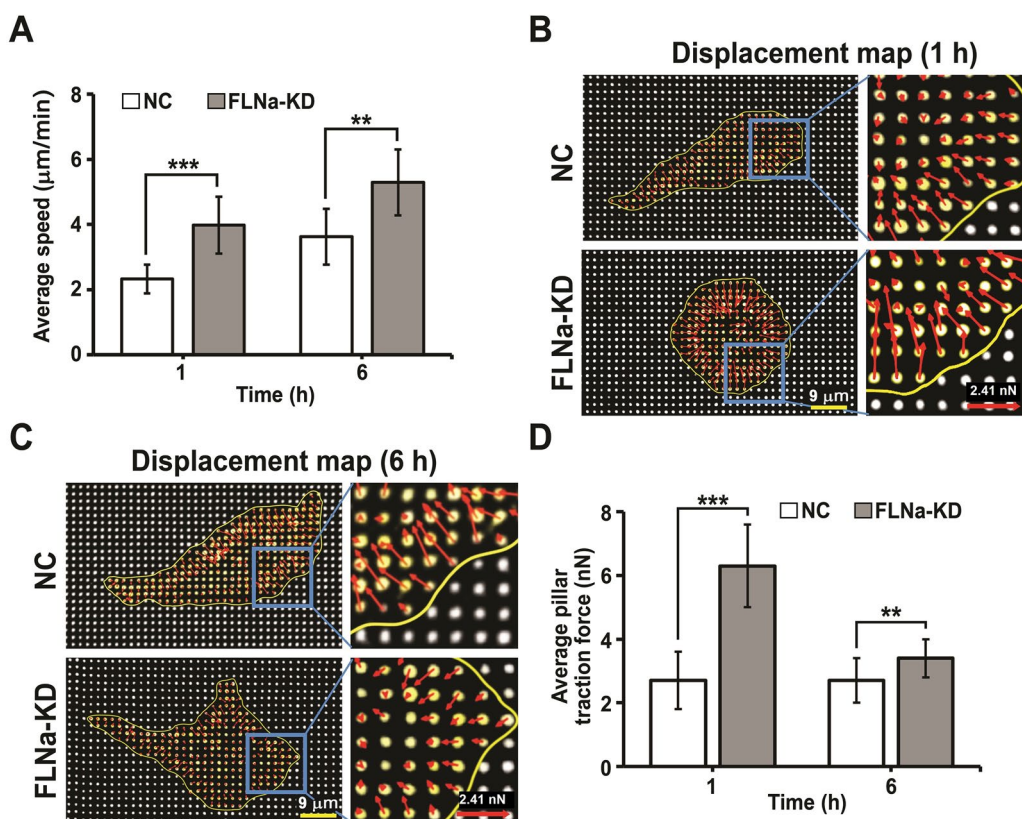 A
NC
FLNa-KD
***
**
Average speed (μm/min)
8
6
4
2
0
1
6
Time (h)
B
Displacement map (1 h)
NC
FLNa-KD
9 μm
2.41 nN
C
Displacement map (6 h)
NC
FLNa-KD
9 μm
2.41 nN
D
NC
FLNa-KD
***
**
Average pillar
traction force (nN)
8
6
4
2
0
1
6
Time (h)